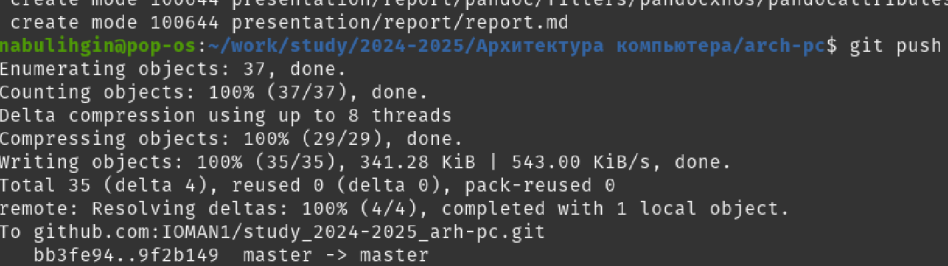 create mode 100644 presentation/report/pandoc/filters/pandocxnos/pandocattributes
create mode 100644 presentation/report/report.md
nabulihgin@pop-os:~/work/study/2024-2025/Архитектура компьютера/arch-pc$ git push
Enumerating objects: 37, done.
Counting objects: 100% (37/37), done.
Delta compression using up to 8 threads
Compressing objects: 100% (29/29), done.
Writing objects: 100% (35/35), 341.28 KiB | 543.00 KiB/s, done.
Total 35 (delta 4), reused 0 (delta 0), pack-reused 0
remote: Resolving deltas: 100% (4/4), completed with 1 local object.
To github.com:IOMAN1/study_2024-2025_arh-pc.git
bb3fe94..9f2b149  master -> master